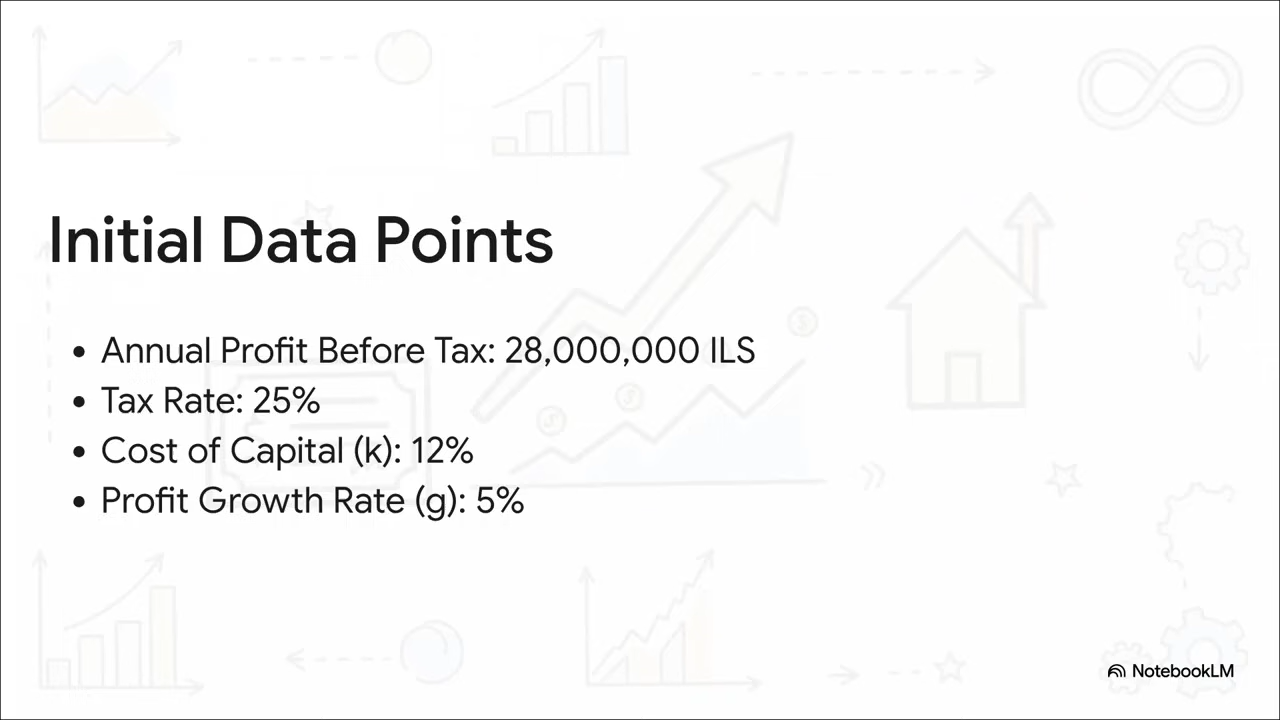 Initial Data Points
• Annual Profit Before Tax: 28,000,000 ILS
• Tax Rate: 25%
• Cost of Capital (k): 12%
• Profit Growth Rate (g): 5%
NotebookLM